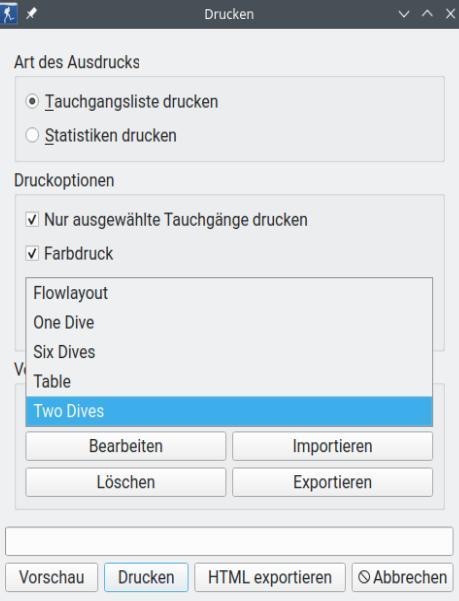 Drucken
Art des Ausdrucks
Tauchgangsliste drucken
Statistiken drucken
Druckoptionen
Nur ausgewählte Tauchgänge drucken
Farbdruck
Flowlayout
One Dive
Six Dives
Table
Two Dives
Bearbeiten Importieren
Löschen Exportieren
Vorschau Drucken HTML exportieren Abbrechen